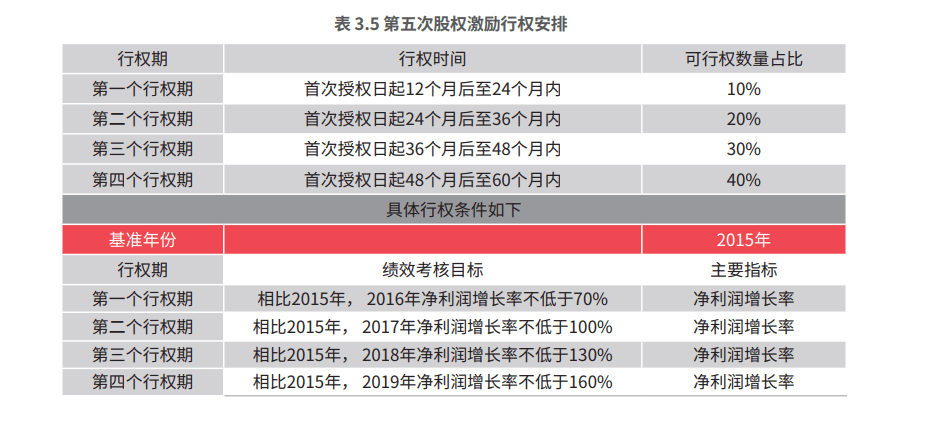 表 3.5 第五次股权激励行权安排
行权期 行权时间 可行权数量占比
第一个行权期 首次授权日起12个月后至24个月内 10%
第二个行权期 首次授权日起24个月后至36个月内 20%
第三个行权期 首次授权日起36个月后至48个月内 30%
第四个行权期 首次授权日起48个月后至60个月内 40%
具体行权条件如下
基准年份 2015年
行权期 绩效考核目标 主要指标
第一个行权期 相比2015年， 2016年净利润增长率不低于70% 净利润增长率
第二个行权期 相比2015年， 2017年净利润增长率不低于100% 净利润增长率
第三个行权期 相比2015年， 2018年净利润增长率不低于130% 净利润增长率
第四个行权期 相比2015年， 2019年净利润增长率不低于160% 净利润增长率